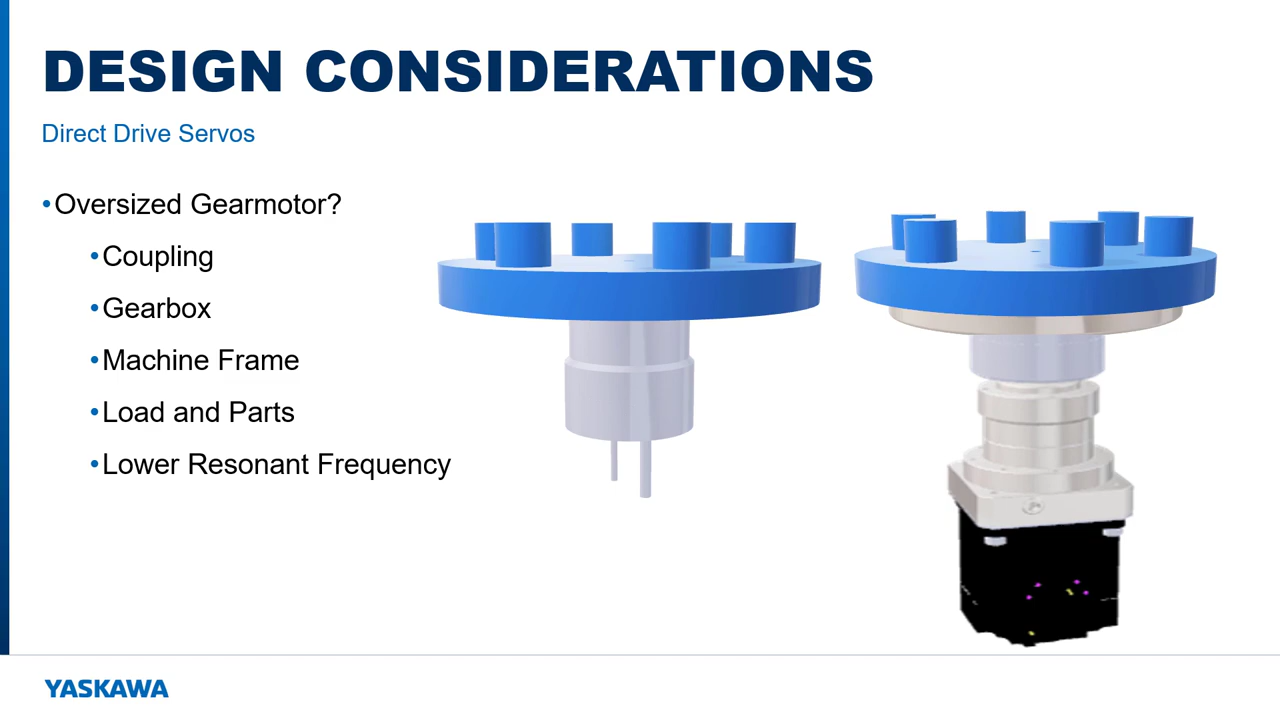 DESIGN CONSIDERATIONS
Direct Drive Servos
•Oversized Gearmotor?
•Coupling
•Gearbox
•Machine Frame
•Load and Parts
•Lower Resonant Frequency
YASKAWA